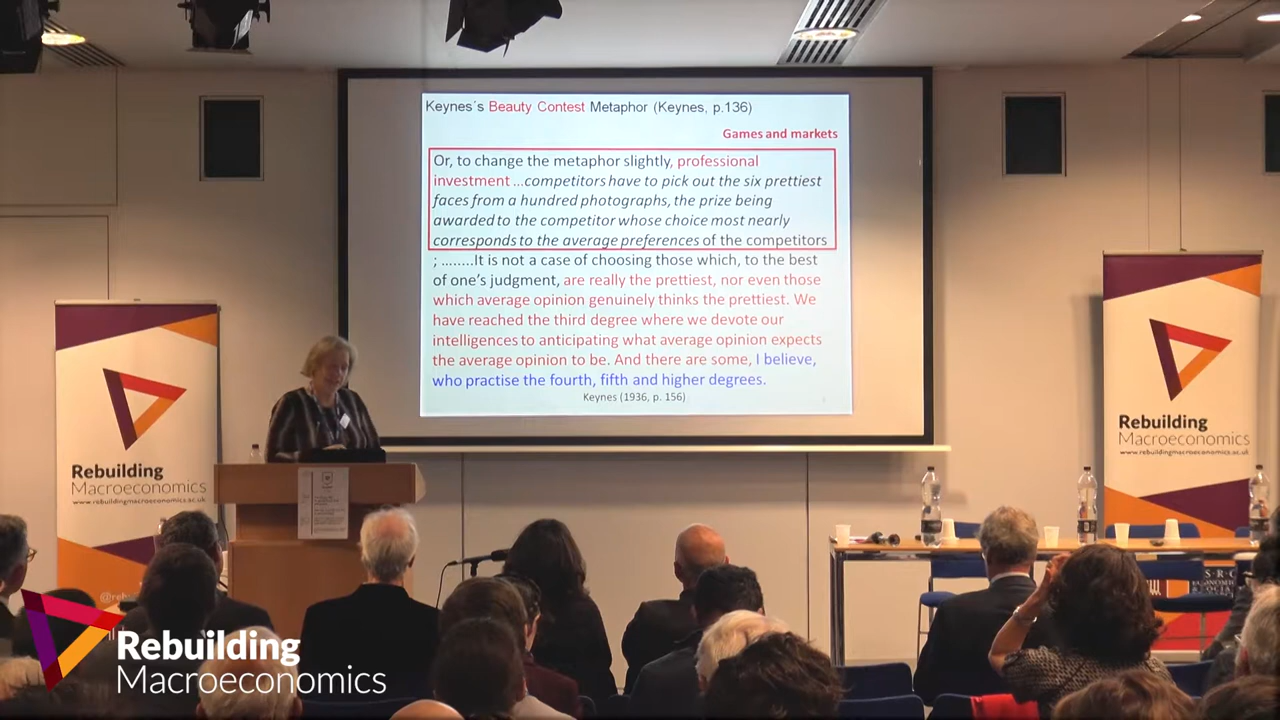 Keynes´s Beauty Contest Metaphor (Keynes, p.136)
Games and markets
Or, to change the metaphor slightly, professional
investment ...competitors have to pick out the six prettiest
faces from a hundred photographs, the prize being
awarded to the competitor whose choice most nearly
corresponds to the average preferences of the competitors
; ........It is not a case of choosing those which, to the best
of one's judgment, are really the prettiest, nor even those
which average opinion genuinely thinks the prettiest. We
have reached the third degree where we devote our
intelligences to anticipating what average opinion expects
the average opinion to be. And there are some, I believe,
who practise the fourth, fifth and higher degrees.
Keynes (1936, p. 156)
Rebuilding
Macroeconomics
www.rebuildingmacroeconomics.ac.uk
Rebuilding
Macroeconomics
www.rebuildingmacroeconomics.ac.uk
Rebuilding
Macroeconomics